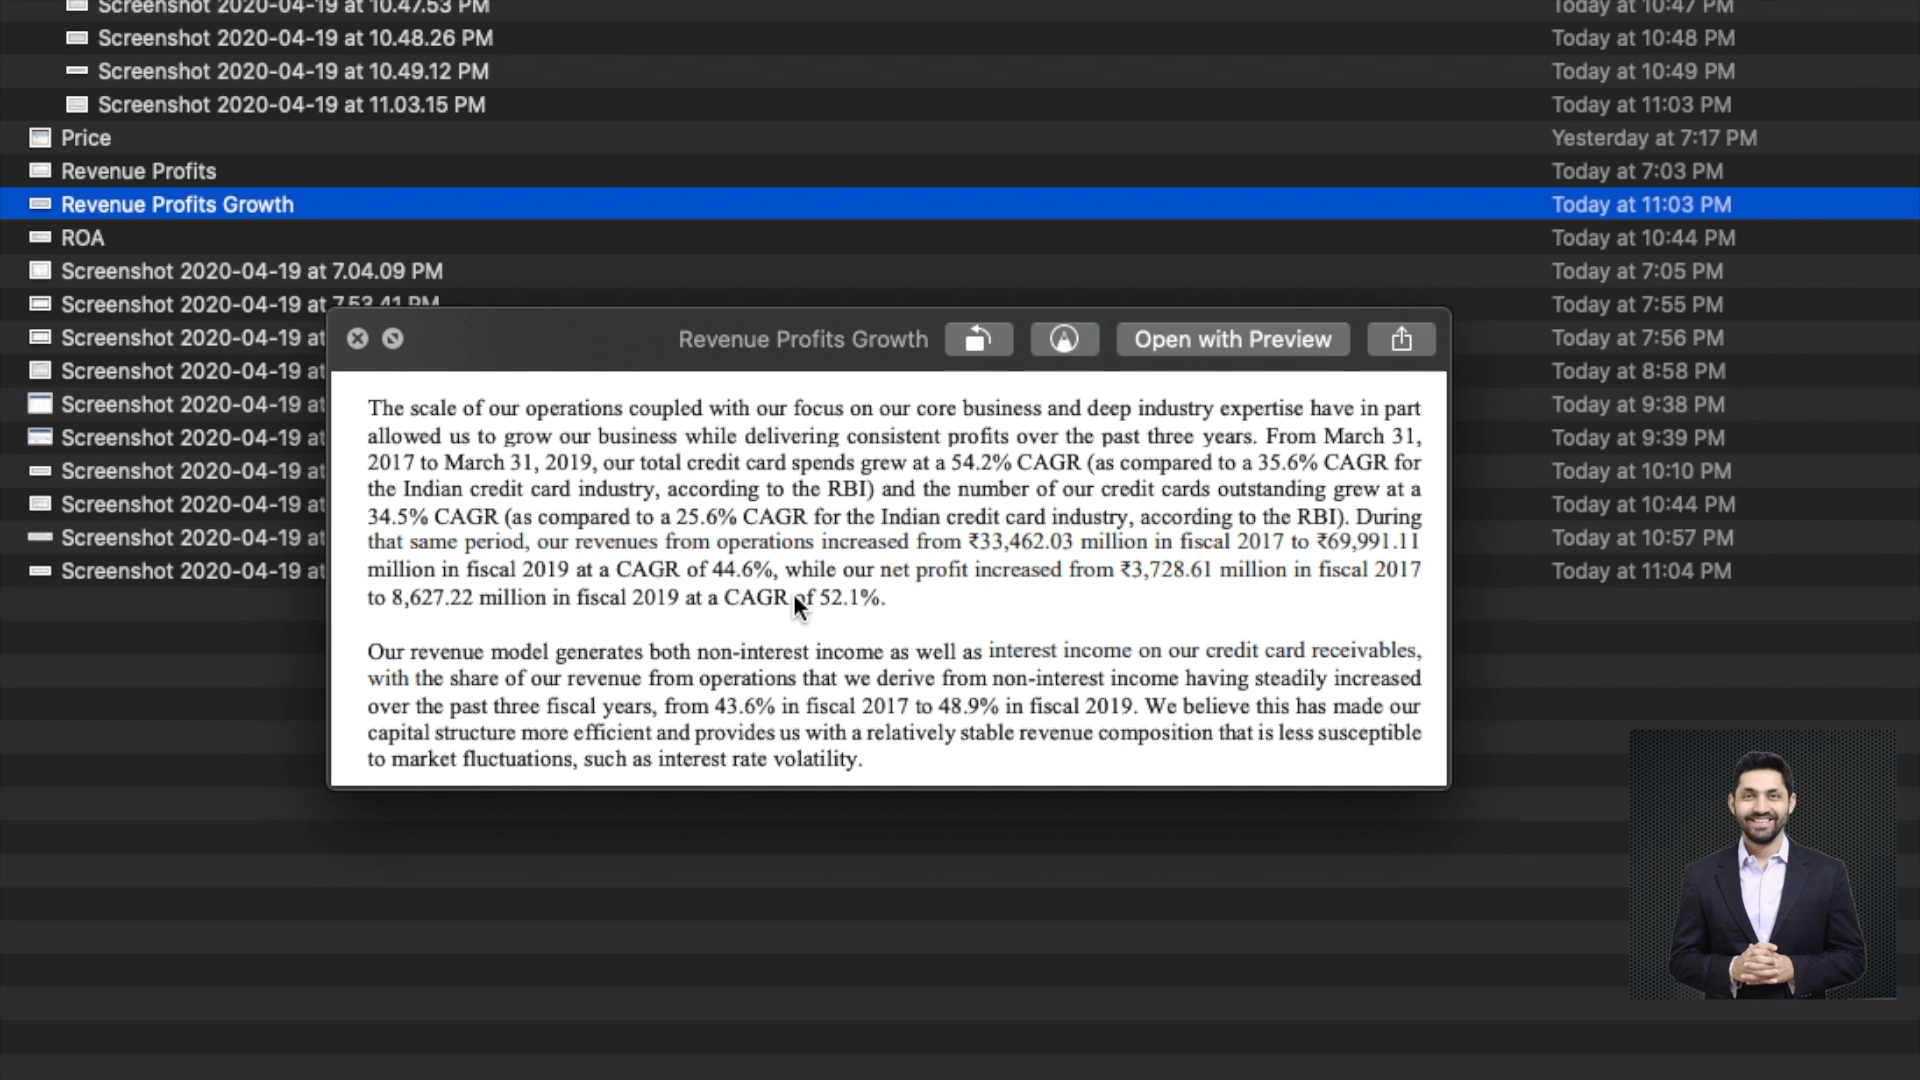 Screenshot 2020-04-19 at 10.47.53 PM Today at 10:47 PM
Screenshot 2020-04-19 at 10.48.26 PM Today at 10:48 PM
Screenshot 2020-04-19 at 10.49.12 PM Today at 10:49 PM
Screenshot 2020-04-19 at 11.03.15 PM Today at 11:03 PM
Price Yesterday at 7:17 PM
Revenue Profits Today at 7:03 PM
Revenue Profits Growth Today at 11:03 PM
ROA Today at 10:44 PM
Screenshot 2020-04-19 at 7.04.09 PM Today at 7:05 PM
Screenshot 2020-04-19 at 7.53.41 PM Today at 7:55 PM
Screenshot 2020-04-19 at Today at 7:56 PM
Screenshot 2020-04-19 at Today at 8:58 PM
Screenshot 2020-04-19 at Today at 9:38 PM
Screenshot 2020-04-19 at Today at 9:39 PM
Screenshot 2020-04-19 at Today at 10:10 PM
Screenshot 2020-04-19 at Today at 10:44 PM
Screenshot 2020-04-19 at Today at 10:57 PM
Screenshot 2020-04-19 at Today at 11:04 PM
Revenue Profits Growth Open with Preview
The scale of our operations coupled with our focus on our core business and deep industry expertise have in part
allowed us to grow our business while delivering consistent profits over the past three years. From March 31,
2017 to March 31, 2019, our total credit card spends grew at a 54.2% CAGR (as compared to a 35.6% CAGR for
the Indian credit card industry, according to the RBI) and the number of our credit cards outstanding grew at a
34.5% CAGR (as compared to a 25.6% CAGR for the Indian credit card industry, according to the RBI). During
that same period, our revenues from operations increased from ₹33,462.03 million in fiscal 2017 to ₹69,991.11
million in fiscal 2019 at a CAGR of 44.6%, while our net profit increased from ₹3,728.61 million in fiscal 2017
to 8,627.22 million in fiscal 2019 at a CAGR of 52.1%.
Our revenue model generates both non-interest income as well as interest income on our credit card receivables,
with the share of our revenue from operations that we derive from non-interest income having steadily increased
over the past three fiscal years, from 43.6% in fiscal 2017 to 48.9% in fiscal 2019. We believe this has made our
capital structure more efficient and provides us with a relatively stable revenue composition that is less susceptible
to market fluctuations, such as interest rate volatility.